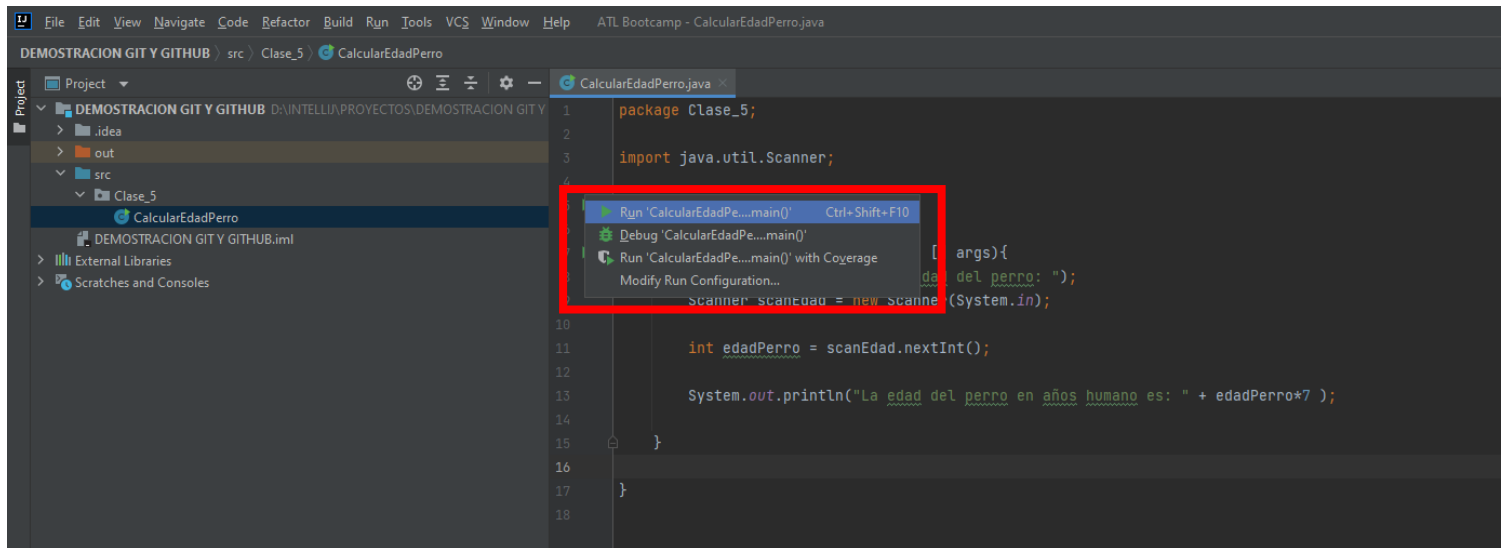 File Edit View Navigate Code Refactor Build Run Tools VCS Window Help ATL Bootcamp - CalcularEdadPerro.java
DEMOSTRACION GIT Y GITHUB src Clase_5 CalcularEdadPerro
Project
Project
DEMOSTRACION GIT Y GITHUB D:\INTELLIJ\PROYECTOS\DEMOSTRACION GIT Y
.idea
out
src
Clase_5
CalcularEdadPerro
DEMOSTRACION GIT Y GITHUB.iml
External Libraries
Scratches and Consoles
CalcularEdadPerro.java
1 package Clase_5;
2
3 import java.util.Scanner;
4
5
Run 'CalcularEdadPe....main()' Ctrl+Shift+F10
Debug 'CalcularEdadPe....main()'
Run 'CalcularEdadPe....main()' with Coverage
Modify Run Configuration...
[ args){
del perro: ");
Scanner scanEdad = new Scanner(System.in);
10
11 int edadPerro = scanEdad.nextInt();
12
13 System.out.println("La edad del perro en años humano es: " + edadPerro*7 );
14
15 }
16
17 }
18